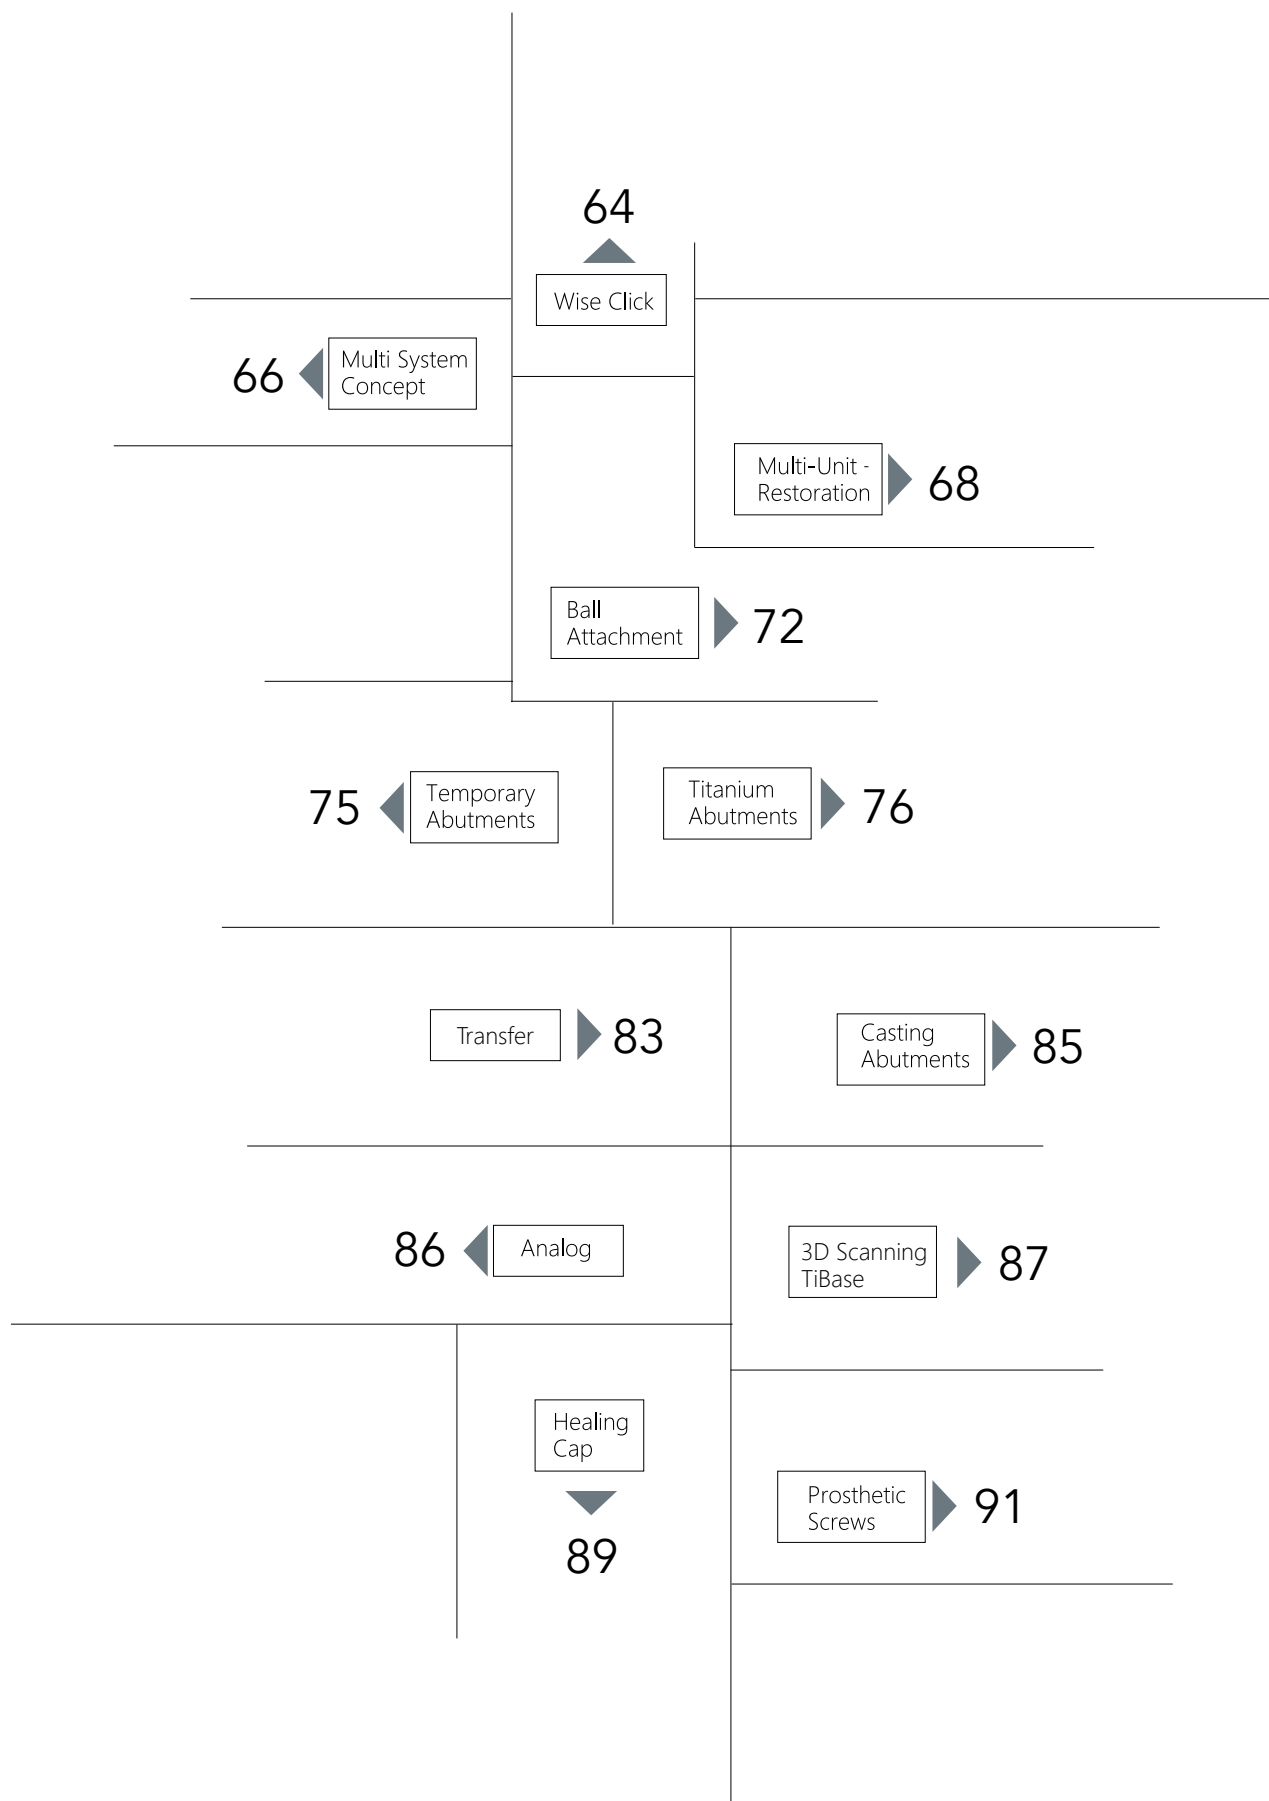 64
Wise Click
66
Multi System
Concept
Multi-Unit -
Restoration
68
Ball
Attachment
72
75
Temporary
Abutments
Titanium
Abutments
76
Transfer
83
Casting
Abutments
85
86
Analog
3D Scanning
TiBase
87
Healing
Cap
89
Prosthetic
Screws
91